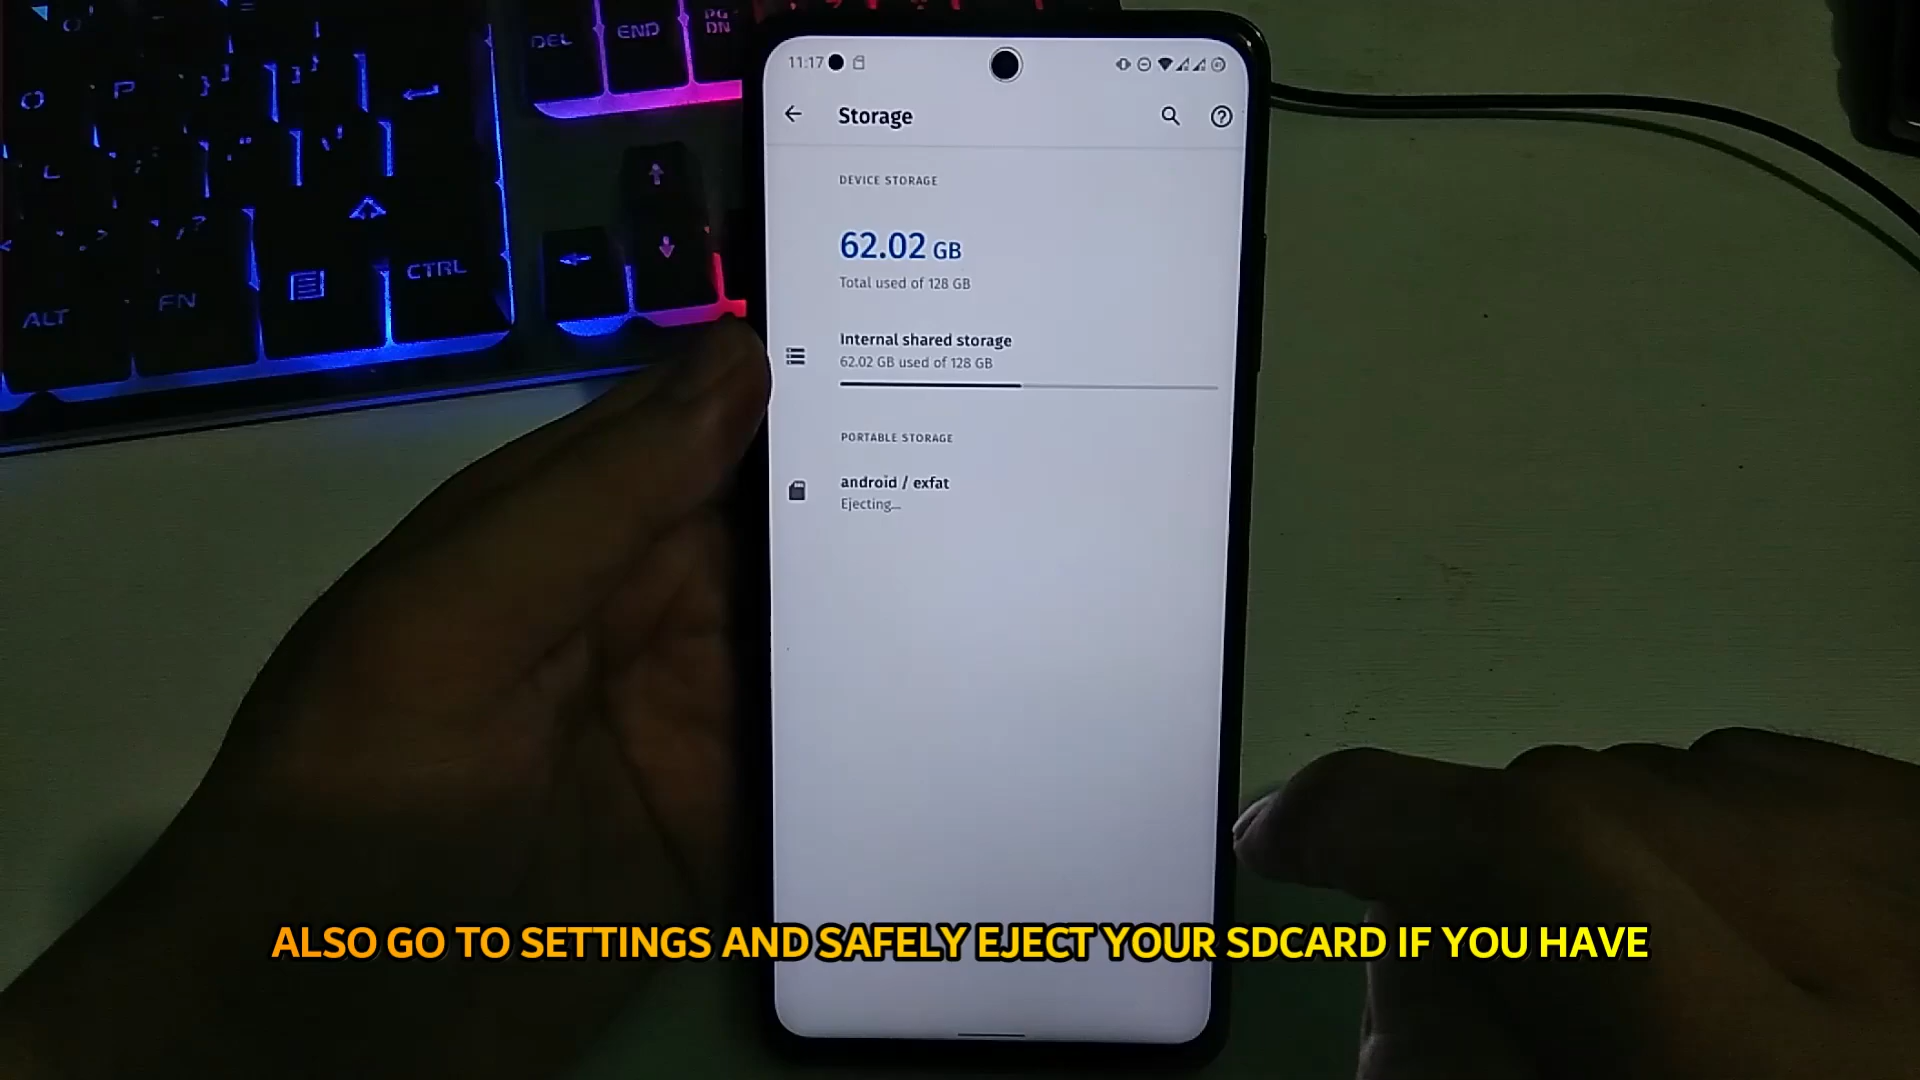 DEL
END
PG
DN
O
P
L
CTRL
ALT
FN
11:17
Storage
DEVICE STORAGE
62.02 GB
Total used of 128 GB
Internal shared storage
62.02 GB used of 128 GB
PORTABLE STORAGE
android / exfat
Ejecting...
ALSO GO TO SETTINGS AND SAFELY EJECT YOUR SDCARD IF YOU HAVE